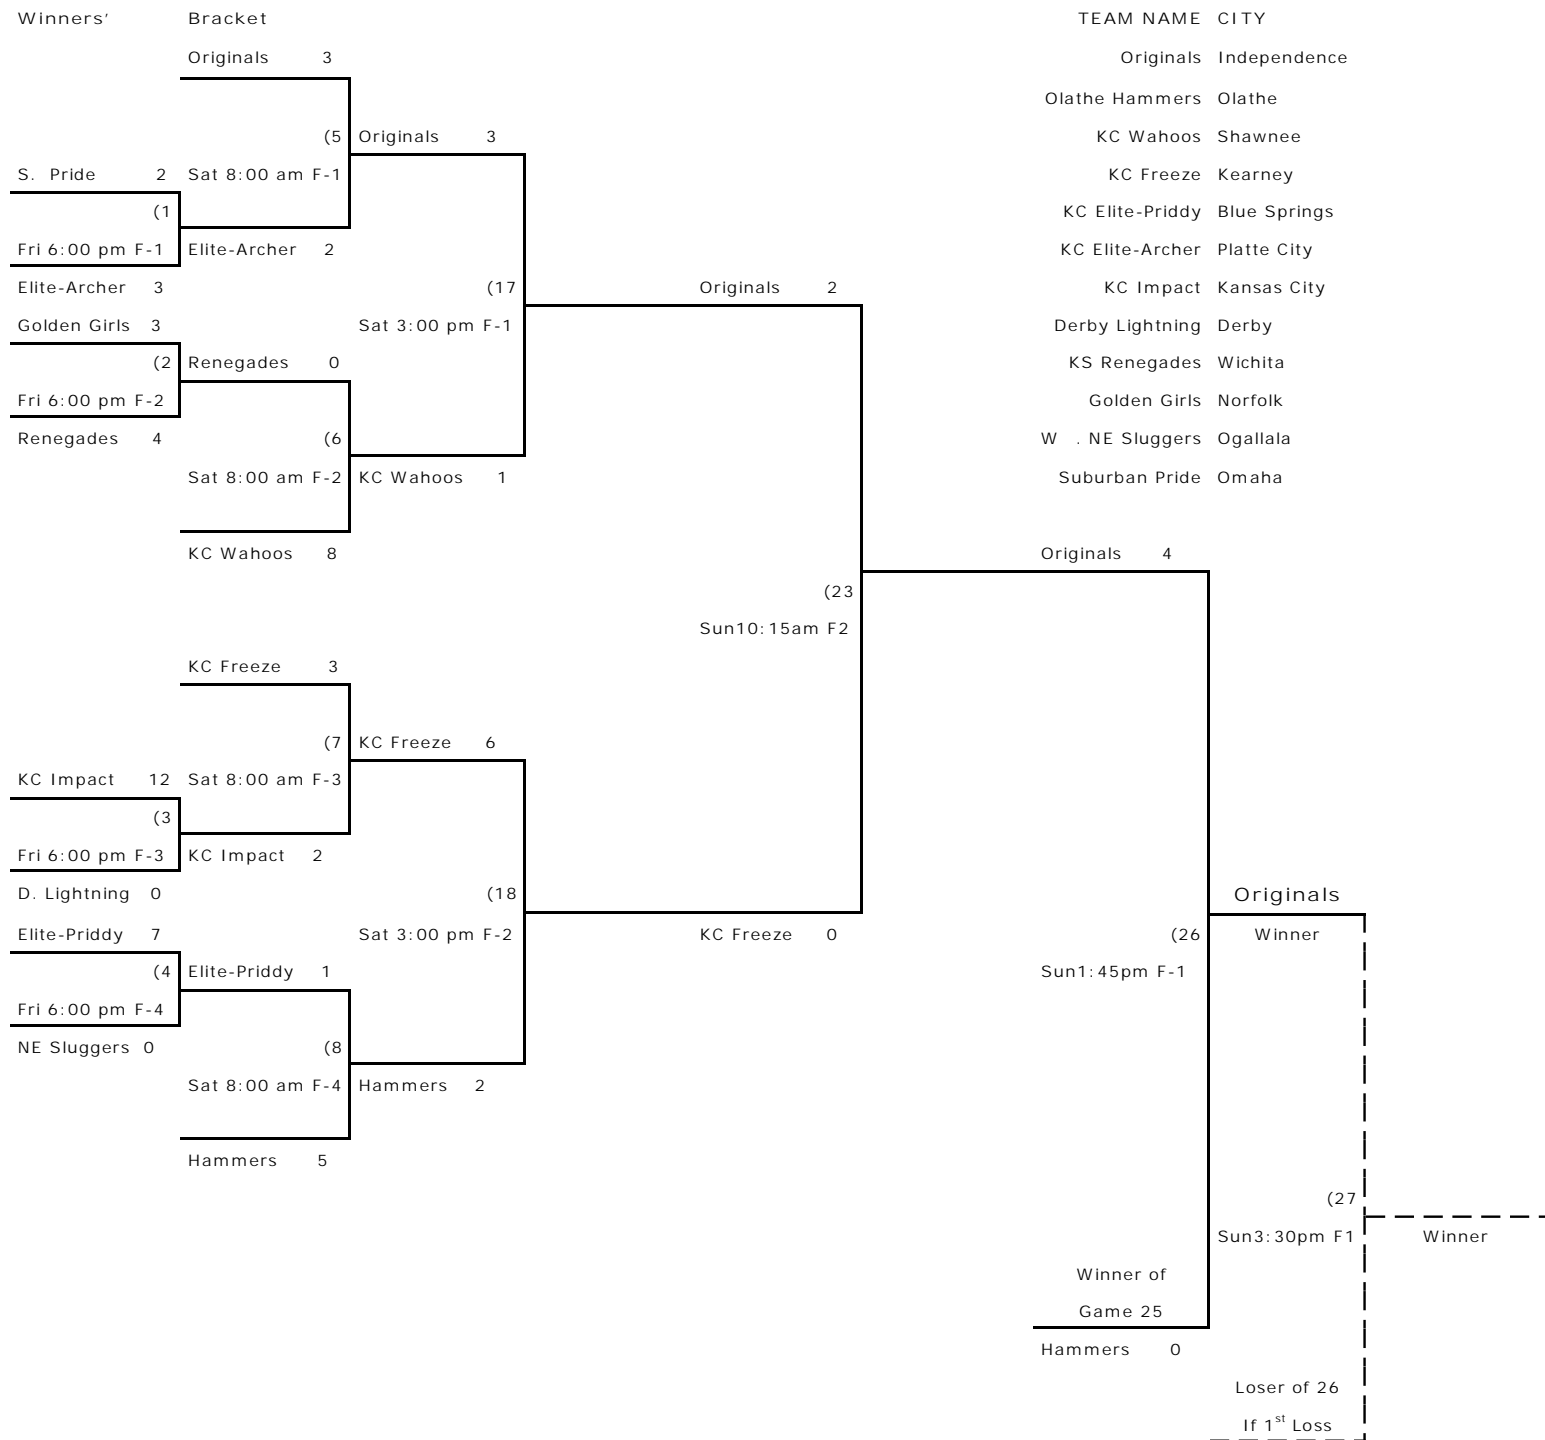 Winners' Bracket TEAM NAME CITY
Originals 3 Originals Independence
Olathe Hammers Olathe
(5 Originals 3 KC Wahoos Shawnee
S. Pride 2 Sat 8:00 am F-1 KC Freeze Kearney
(1 KC Elite-Priddy Blue Springs
Fri 6:00 pm F-1 Elite-Archer 2 KC Elite-Archer Platte City
Elite-Archer 3 (17 Originals 2 KC Impact Kansas City
Golden Girls 3 Sat 3:00 pm F-1 Derby Lightning Derby
(2 Renegades 0 KS Renegades Wichita
Fri 6:00 pm F-2 Golden Girls Norfolk
Renegades 4 (6 W . NE Sluggers Ogallala
Sat 8:00 am F-2 KC Wahoos 1 Suburban Pride Omaha
KC Wahoos 8 Originals 4
(23
Sun10:15am F2
KC Freeze 3
(7 KC Freeze 6
KC Impact 12 Sat 8:00 am F-3
(3
Fri 6:00 pm F-3 KC Impact 2
D. Lightning 0 (18 Originals
Elite-Priddy 7 Sat 3:00 pm F-2 KC Freeze 0 (26 Winner
(4 Elite-Priddy 1 Sun1:45pm F-1
Fri 6:00 pm F-4
NE Sluggers 0 (8
Sat 8:00 am F-4 Hammers 2
Hammers 5
(27
Sun3:30pm F1 Winner
Winner of
Game 25
Hammers 0
Loser of 26
If 1st Loss